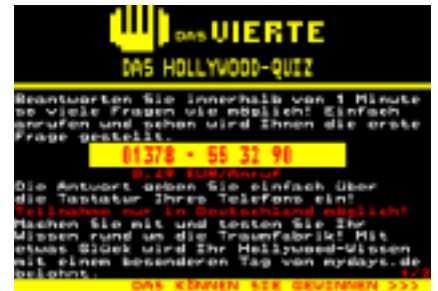 DAS VIERTE
DAS HOLLYWOOD-QUIZ
Beantworten Sie innerhalb von 1 Minute
so viele Fragen wie möglich! Einfach
anrufen und schon wird Ihnen die erste
Frage gestellt.
01378 - 55 32 90
0,49 EUR/Anruf
Die Antwort geben Sie einfach über
die Tastatur Ihres Telefons ein!
Teilnahme nur in Deutschland möglich!
Machen Sie mit und testen Sie Ihr
Wissen rund um die Traumfabrik! Mit
etwas Glück wird Ihr Hollywood-Wissen
mit einem besonderen Tag von mydays.de
belohnt. 1/2
DAS KÖNNEN SIE GEWINNEN >>>